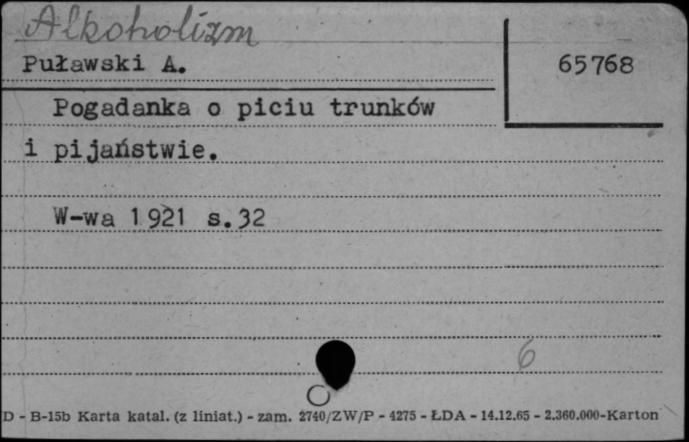 Alkoholizm
Puławski A.
65768
Pogadanka o piciu trunków
i pijaństwie.
W-wa 1921 s.32
6
D - B-15b Karta katal. (z liniat.) - zam. 2740/ZW/P - 4275 - ŁDA - 14.12.65 - 2.360.000-Karton